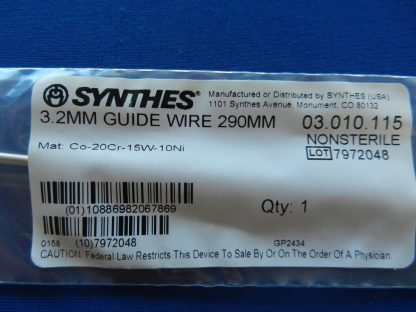 SYNTHES® Manufactured or Distributed by SYNTHES (USA)
1101 Synthes Avenue, Monument, CO 80132
3.2MM GUIDE WIRE 290MM 03.010.115
NONSTERILE
Mat: Co-20Cr-15W-10Ni LOT 7972048
(01)10886982067869 Qty: 1
0158 (10)7972048 GP2434
CAUTION: Federal Law Restricts This Device To Sale By Or On The Order Of A Physician.